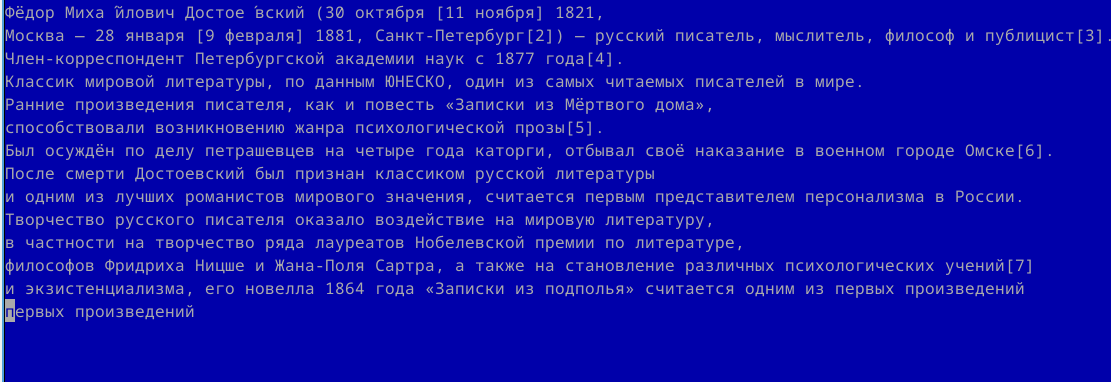 Фёдор Миха́йлович Достое́вский (30 октября [11 ноября] 1821,
Москва — 28 января [9 февраля] 1881, Санкт-Петербург[2]) — русский писатель, мыслитель, философ и публицист[3].
Член-корреспондент Петербургской академии наук с 1877 года[4].
Классик мировой литературы, по данным ЮНЕСКО, один из самых читаемых писателей в мире.
Ранние произведения писателя, как и повесть «Записки из Мёртвого дома»,
способствовали возникновению жанра психологической прозы[5].
Был осуждён по делу петрашевцев на четыре года каторги, отбывал своё наказание в военном городе Омске[6].
После смерти Достоевский был признан классиком русской литературы
и одним из лучших романистов мирового значения, считается первым представителем персонализма в России.
Творчество русского писателя оказало воздействие на мировую литературу,
в частности на творчество ряда лауреатов Нобелевской премии по литературе,
философов Фридриха Ницше и Жана-Поля Сартра, а также на становление различных психологических учений[7]
и экзистенциализма, его новелла 1864 года «Записки из подполья» считается одним из первых произведений
первых произведений